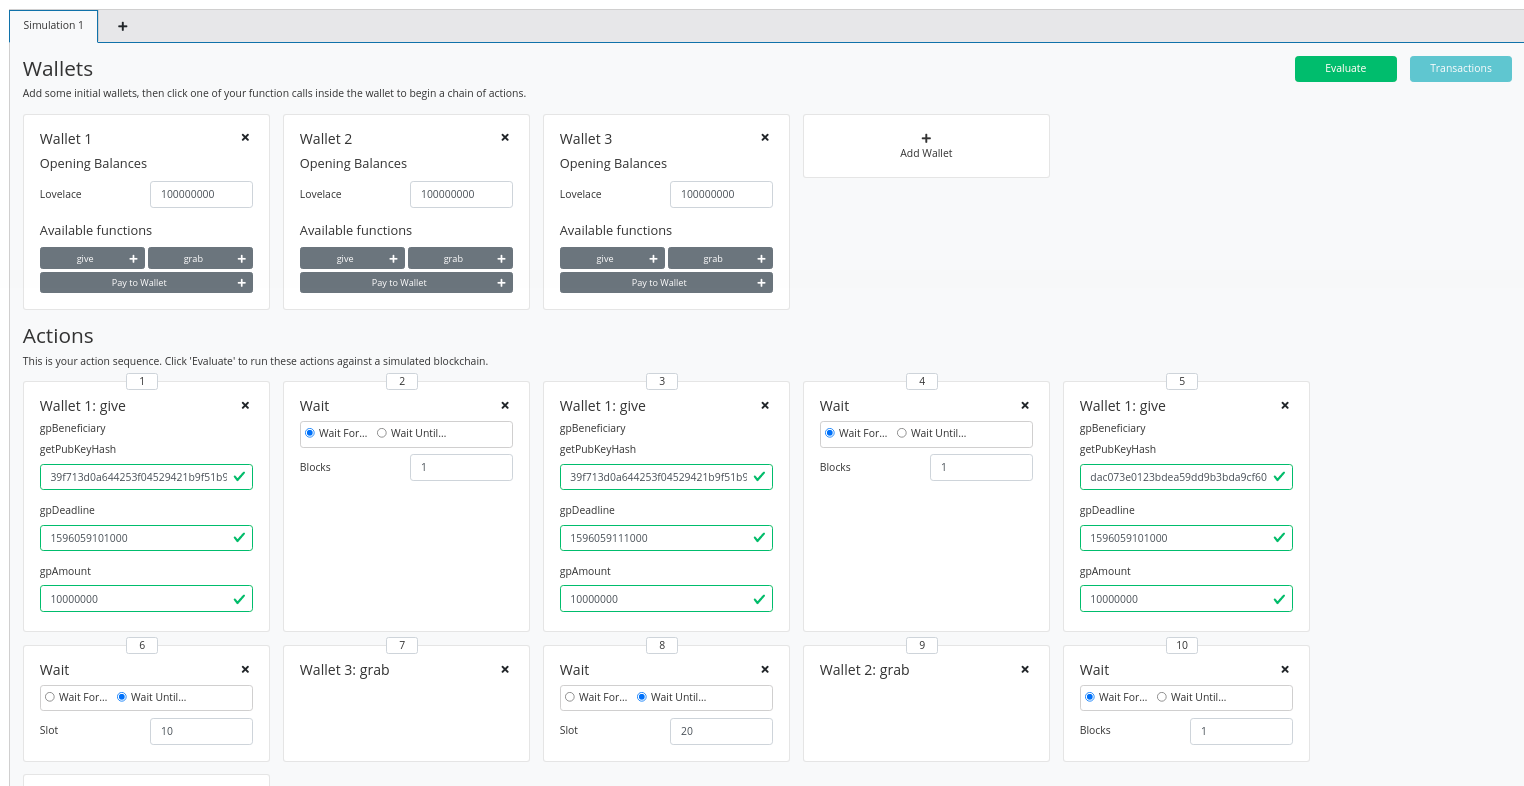 Simulation 1
Wallets
Evaluate
Transactions
Add some initial wallets, then click one of your function calls inside the wallet to begin a chain of actions.
Wallet 1
Opening Balances
Lovelace 100000000
Available functions
give
grab
Pay to Wallet
Wallet 2
Opening Balances
Lovelace 100000000
Available functions
give
grab
Pay to Wallet
Wallet 3
Opening Balances
Lovelace 100000000
Available functions
give
grab
Pay to Wallet
Add Wallet
Actions
This is your action sequence. Click 'Evaluate' to run these actions against a simulated blockchain.
1
Wallet 1: give
gpBeneficiary
getPubKeyHash
39f713d0a644253f04529421b9f51b9
gpDeadline
1596059101000
gpAmount
10000000
2
Wait
Wait For... Wait Until...
Blocks 1
3
Wallet 1: give
gpBeneficiary
getPubKeyHash
39f713d0a644253f04529421b9f51b9
gpDeadline
1596059111000
gpAmount
10000000
4
Wait
Wait For... Wait Until...
Blocks 1
5
Wallet 1: give
gpBeneficiary
getPubKeyHash
dac073e0123bdea59dd9b3bda9cf60
gpDeadline
1596059101000
gpAmount
10000000
6
Wait
Wait For... Wait Until...
Slot 10
7
Wallet 3: grab
8
Wait
Wait For... Wait Until...
Slot 20
9
Wallet 2: grab
10
Wait
Wait For... Wait Until...
Blocks 1